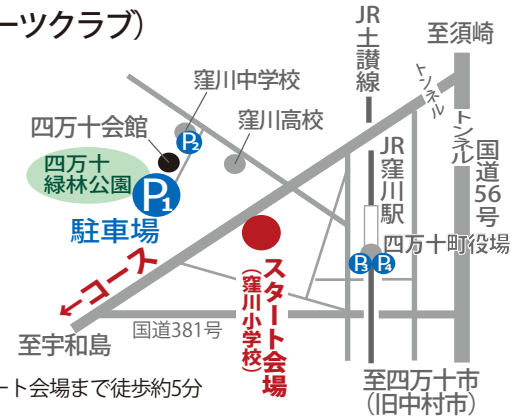 ーツクラブ）
JR土讃線
至須崎
トンネル
トンネル
窪川中学校
四万十会館
P2
窪川高校
JR窪川駅
国道56号
四万十
緑林公園
P1
駐車場
四万十町役場
P3 P4
←コース
スタート会場
（窪川小学校）
国道381号
至宇和島
ート会場まで徒歩約5分
至四万十市
（旧中村市）